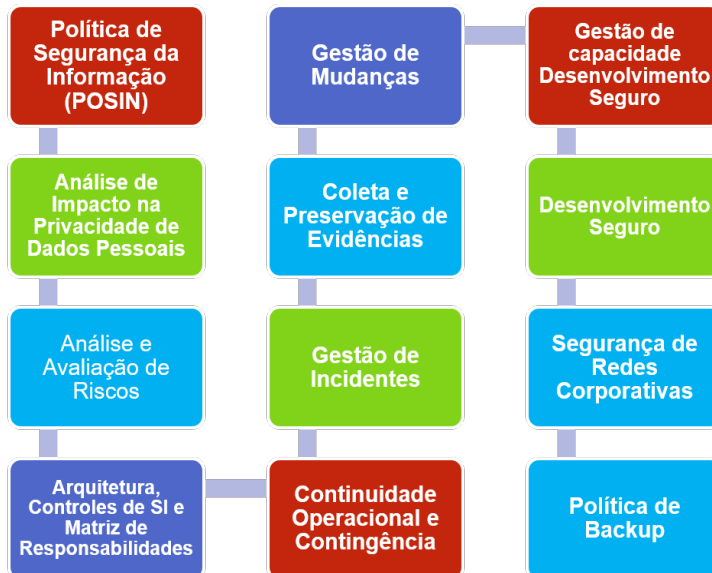 Política de
Segurança da
Informação
(POSIN)
Análise de
Impacto na
Privacidade de
Dados Pessoais
Análise e
Avaliação de
Riscos
Arquitetura,
Controles de SI e
Matriz de
Responsabilidades
Continuidade
Operacional e
Contingência
Gestão de
Incidentes
Coleta e
Preservação de
Evidências
Gestão de
Mudanças
Gestão de
capacidade
Desenvolvimento
Seguro
Desenvolvimento
Seguro
Segurança de
Redes
Corporativas
Política de
Backup